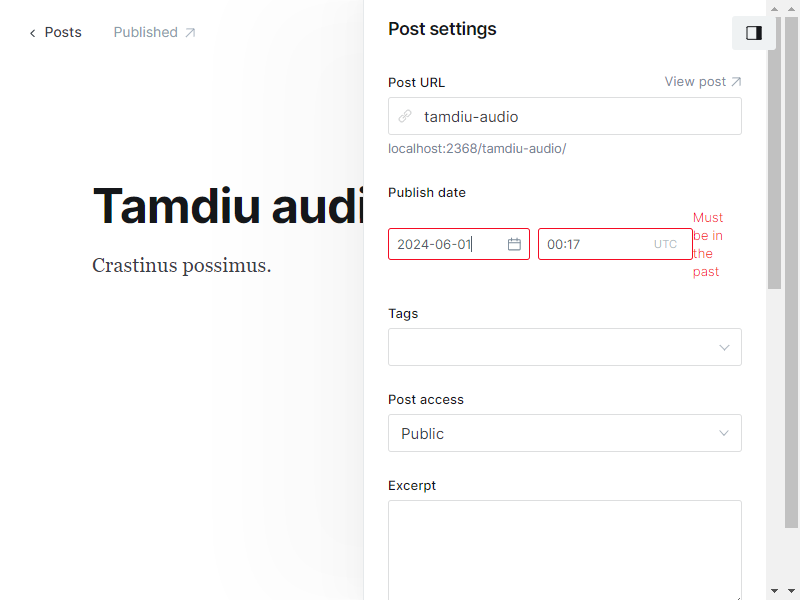 Posts
Published
Post settings
Post URL
View post
tamdiu-audio
localhost:2368/tamdiu-audio/
Publish date
Tamdiu audi
Crastinus possimus.
2024-06-01
00:17
UTC
Must
be in
the
past
Tags
Post access
Public
Excerpt